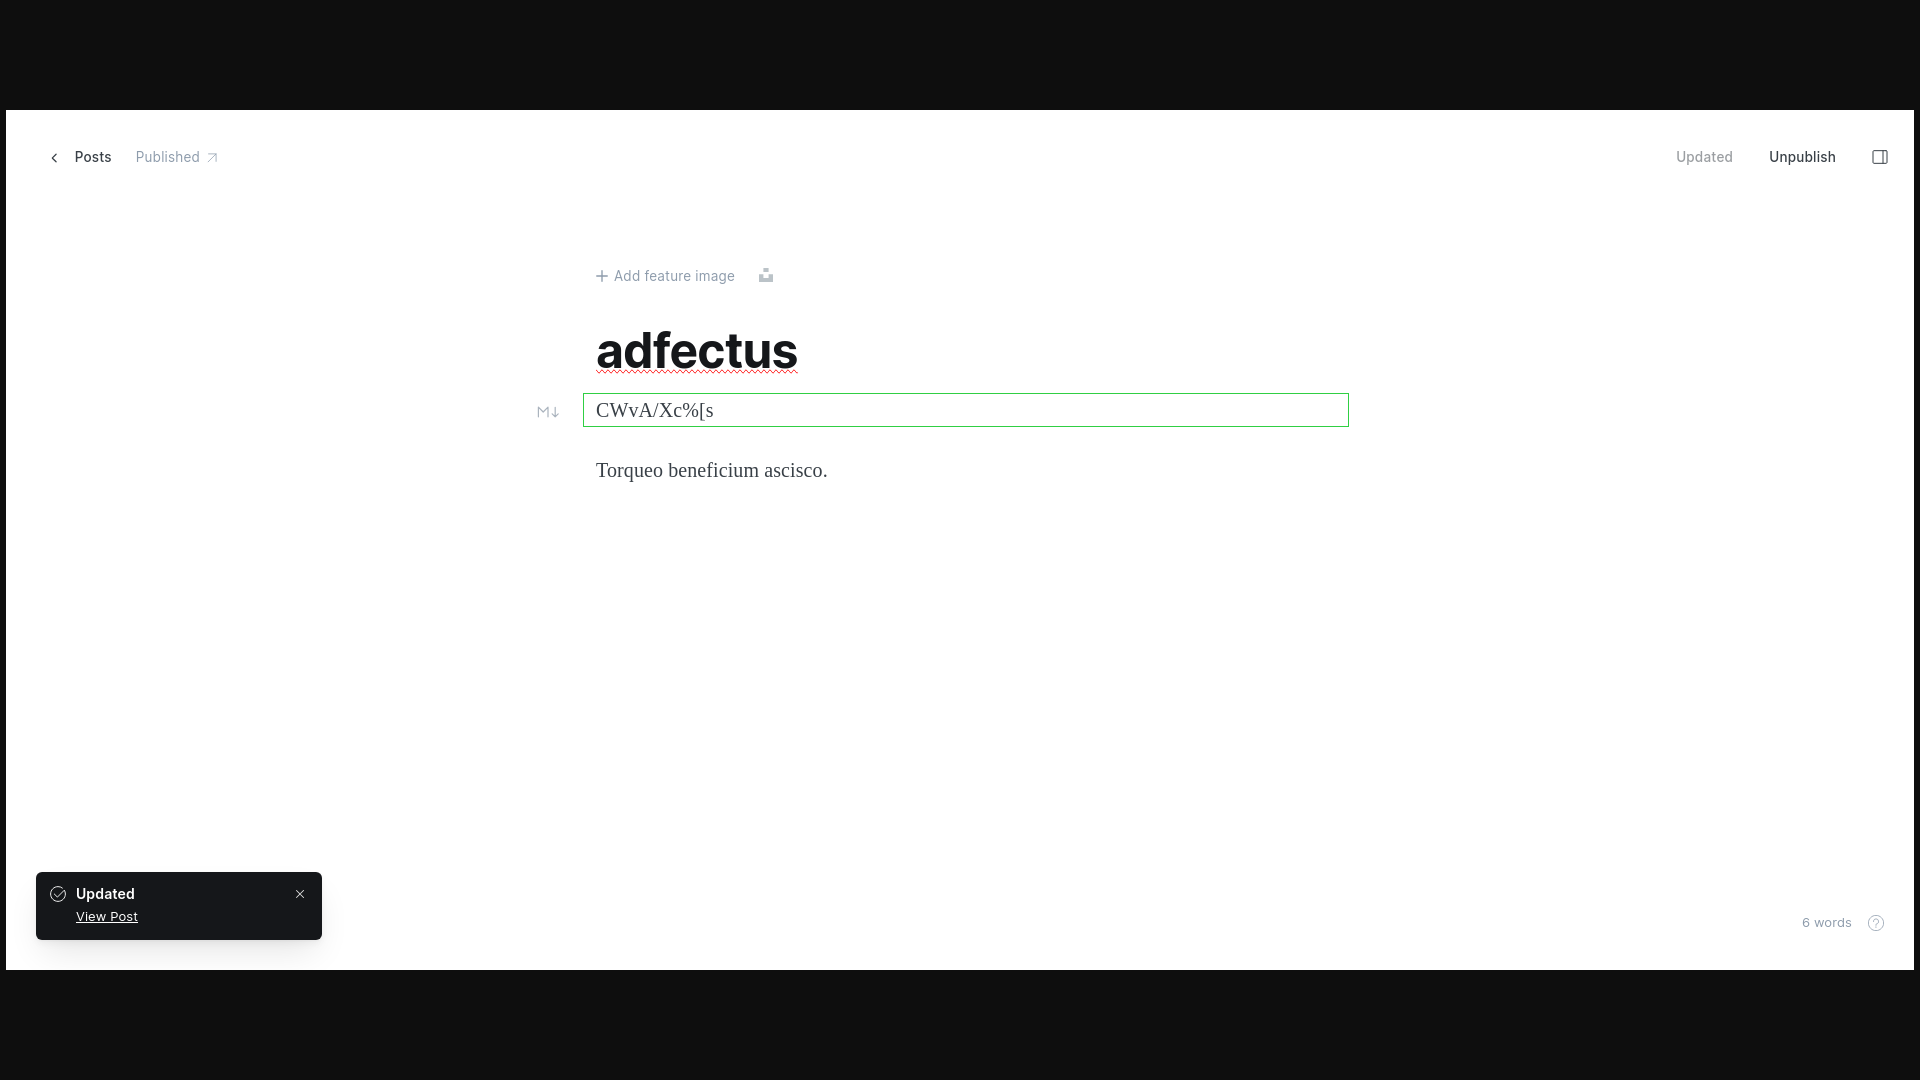 Posts Published
Updated Unpublish
Add feature image
adfectus
CWvA/Xc%[s
Torqueo beneficium ascisco.
Updated
View Post
6 words